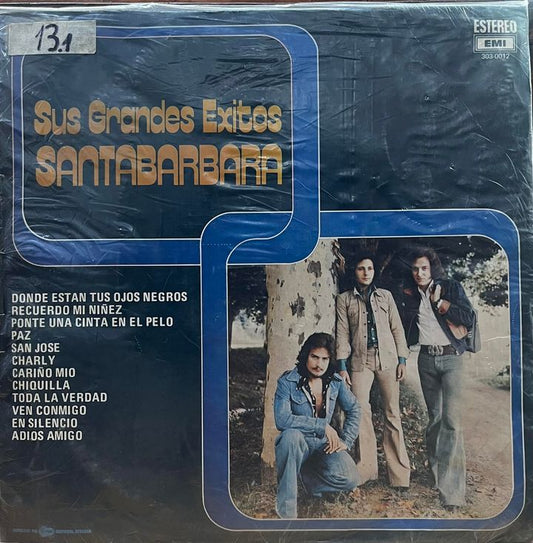 13.1
ESTEREO
EMI
303-0012
Sus Grandes Exitos
SANTABARBARA
DONDE ESTAN TUS OJOS NEGROS
RECUERDO MI NIÑEZ
PONTE UNA CINTA EN EL PELO
PAZ
SAN JOSE
CHARLY
CARIÑO MIO
CHIQUILLA
TODA LA VERDAD
VEN CONMIGO
EN SILENCIO
ADIOS AMIGO